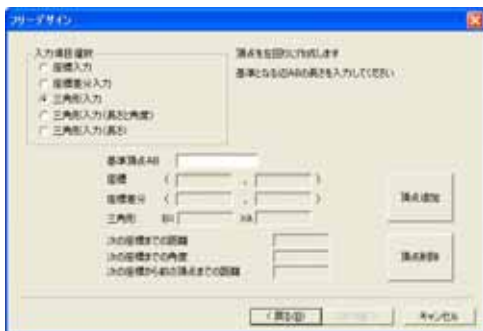 フリーデザイン
入力項目選択
座標入力
座標差分入力
三角形入力
三角形入力(長さと角度)
三角形入力(長さ)
頂点を左回りに作成します
基準となる辺ABの長さを入力してください
基準頂点AB
座標 ( , )
座標差分 ( , )
三角形
頂点追加
次の座標までの距離
次の座標までの角度
次の座標から前の頂点までの距離
頂点削除
< 戻る(B)
キャンセル